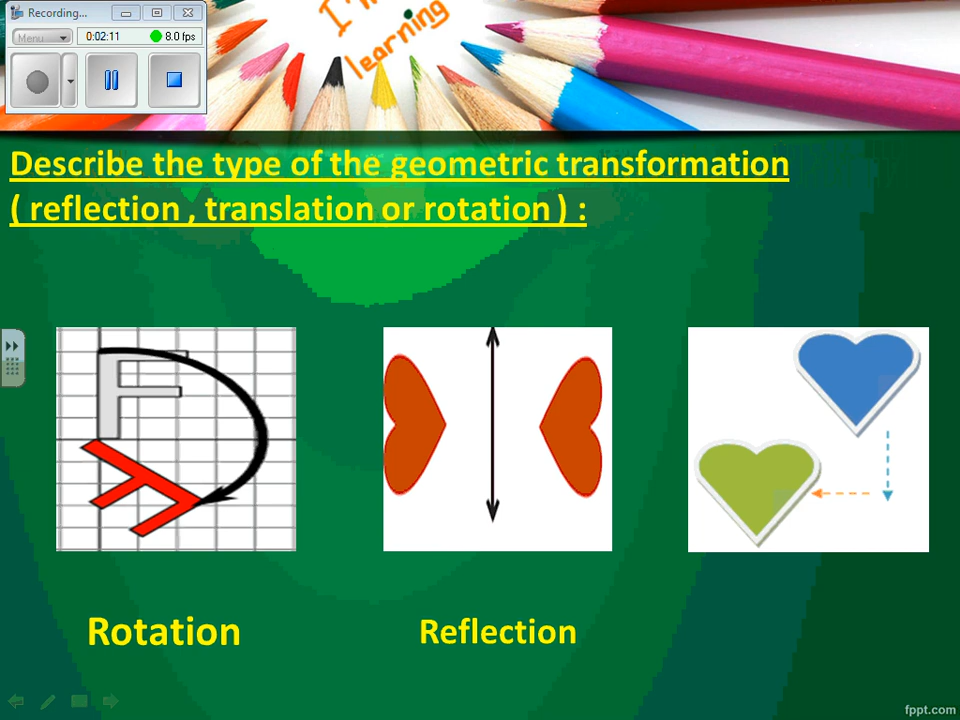 Recording...
Menu
0:02:11
8.0 fps
I'm
learning
Describe the type of the geometric transformation
( reflection , translation or rotation ) :
F
F
Rotation
Reflection
fppt.com